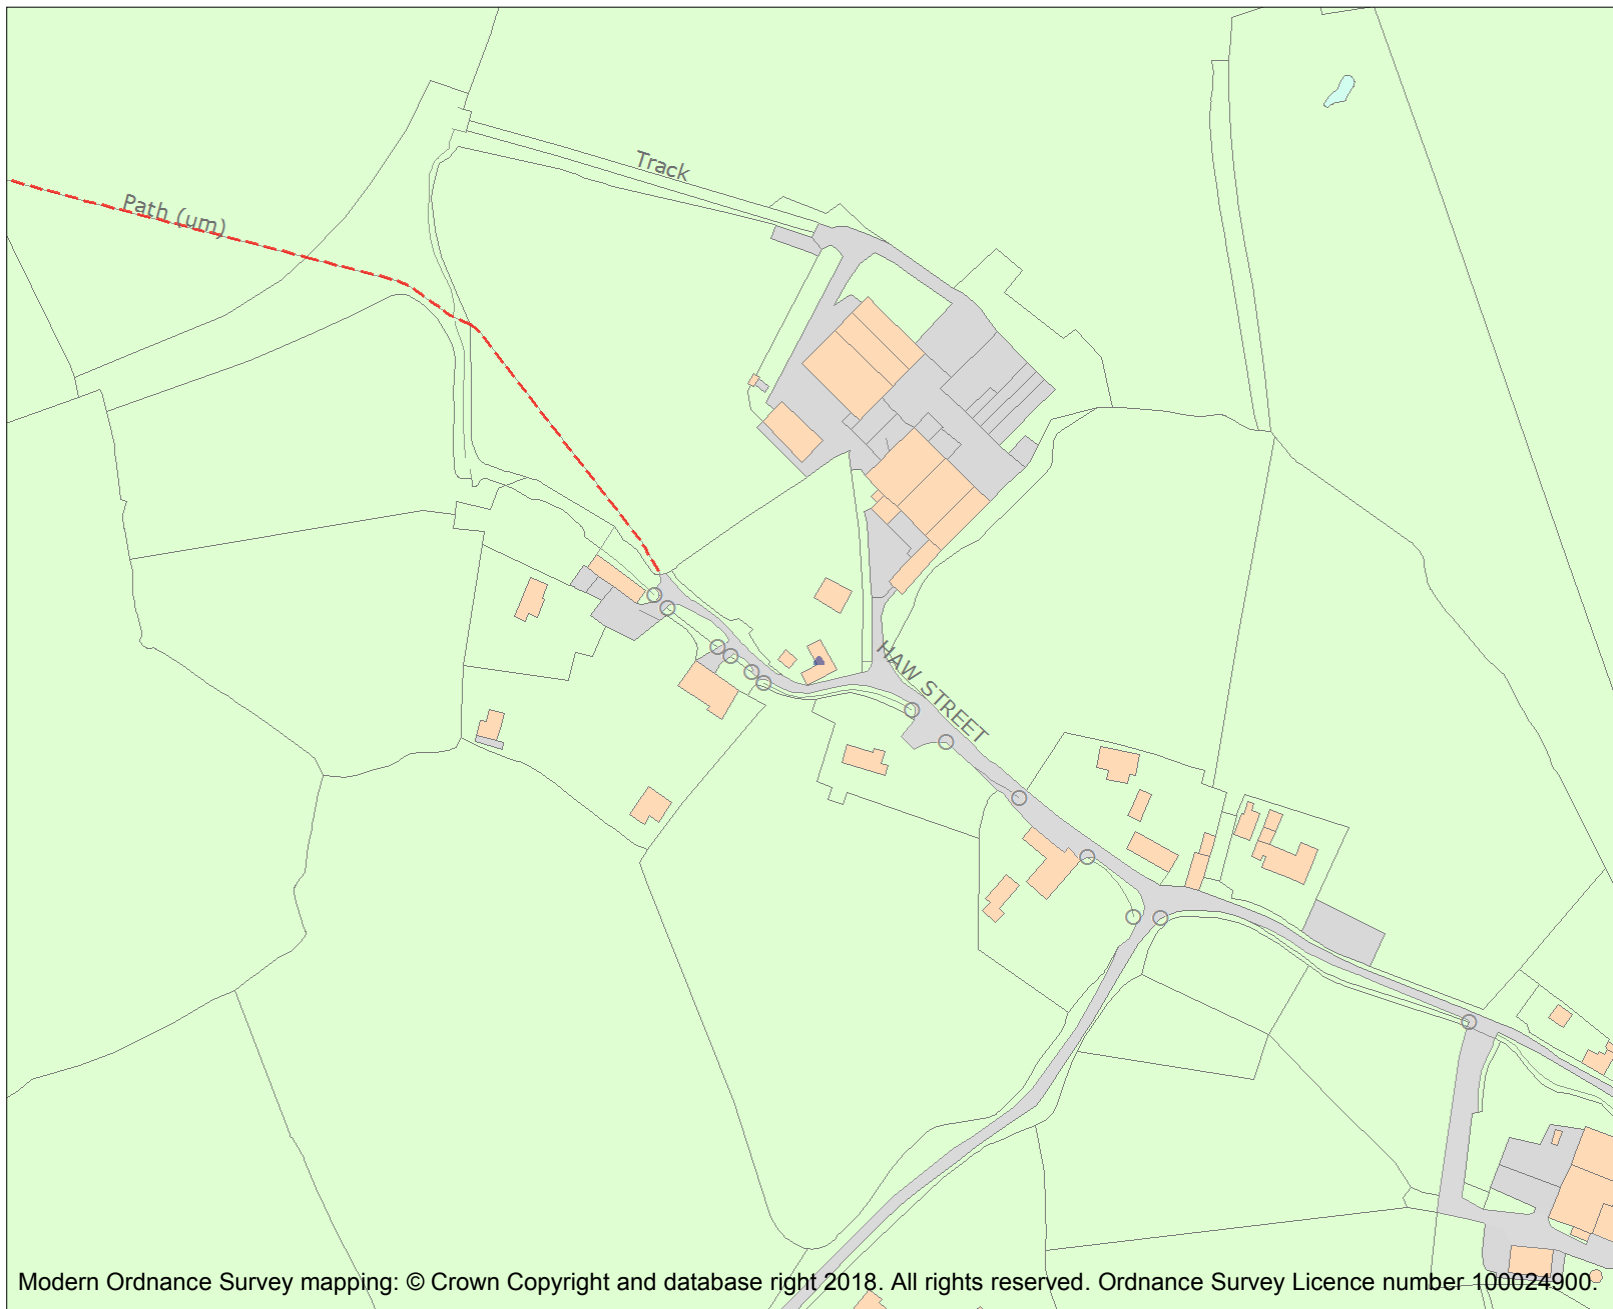 Track
Path (um)
HAW STREET
Modern Ordnance Survey mapping: © Crown Copyright and database right 2018. All rights reserved. Ordnance Survey Licence number 100024900.